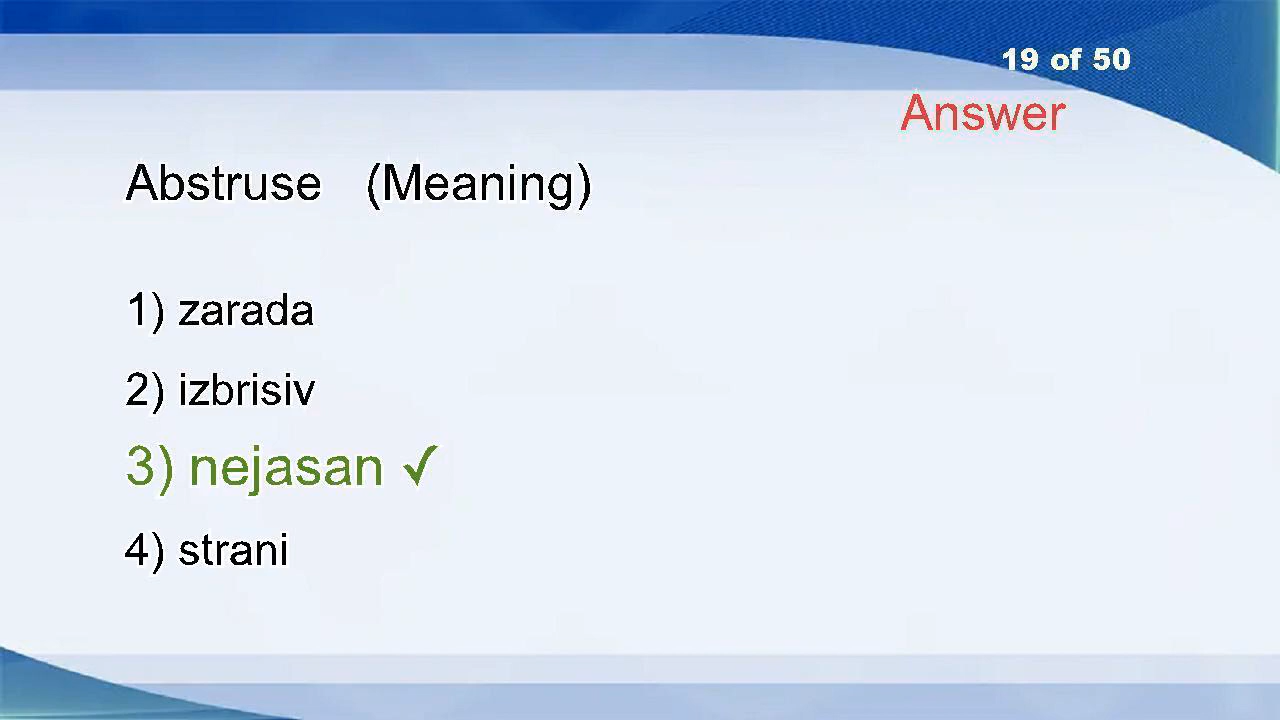 19 of 50
Answer
Abstruse (Meaning)
1) zarada
2) izbrisiv
3) nejasan ✓
4) strani